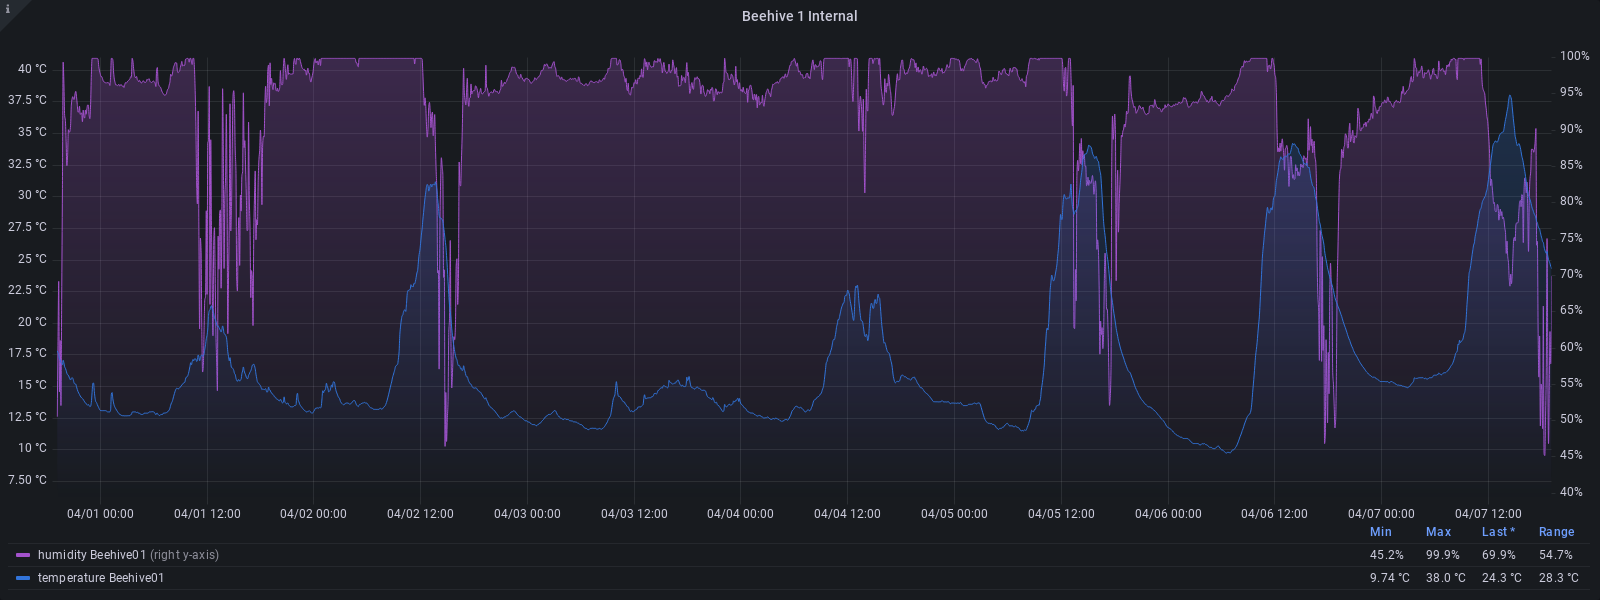 i
Beehive 1 Internal
40 °C
37.5 °C
35 °C
32.5 °C
30 °C
27.5 °C
25 °C
22.5 °C
20 °C
17.5 °C
15 °C
12.5 °C
10 °C
7.50 °C
100%
95%
90%
85%
80%
75%
70%
65%
60%
55%
50%
45%
40%
04/01 00:00 04/01 12:00 04/02 00:00 04/02 12:00 04/03 00:00 04/03 12:00 04/04 00:00 04/04 12:00 04/05 00:00 04/05 12:00 04/06 00:00 04/06 12:00 04/07 00:00 04/07 12:00
Min Max Last * Range
humidity Beehive01 (right y-axis) 45.2% 99.9% 69.9% 54.7%
temperature Beehive01 9.74 °C 38.0 °C 24.3 °C 28.3 °C